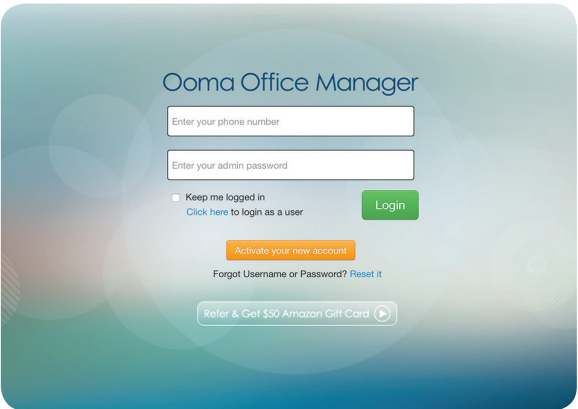 Ooma Office Manager
Enter your phone number
Enter your admin password
Keep me logged in
Click here to login as a user
Login
Activate your new account
Forgot Username or Password? Reset it
Refer & Get $50 Amazon Gift Card